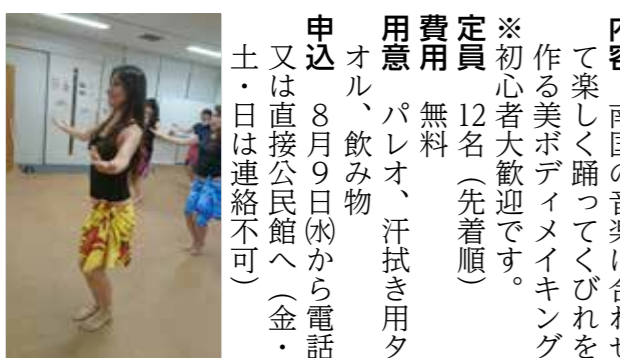 内容　南国の音楽に合わせ
て楽しく踊ってくびれを
作る美ボディメイキング
※初心者大歓迎です。
定員　12名（先着順）
費用　無料
用意　パレオ、汗拭き用タ
オル、飲み物
申込　８月９日㈬から電話
又は直接公民館へ（金・
土・日は連絡不可）